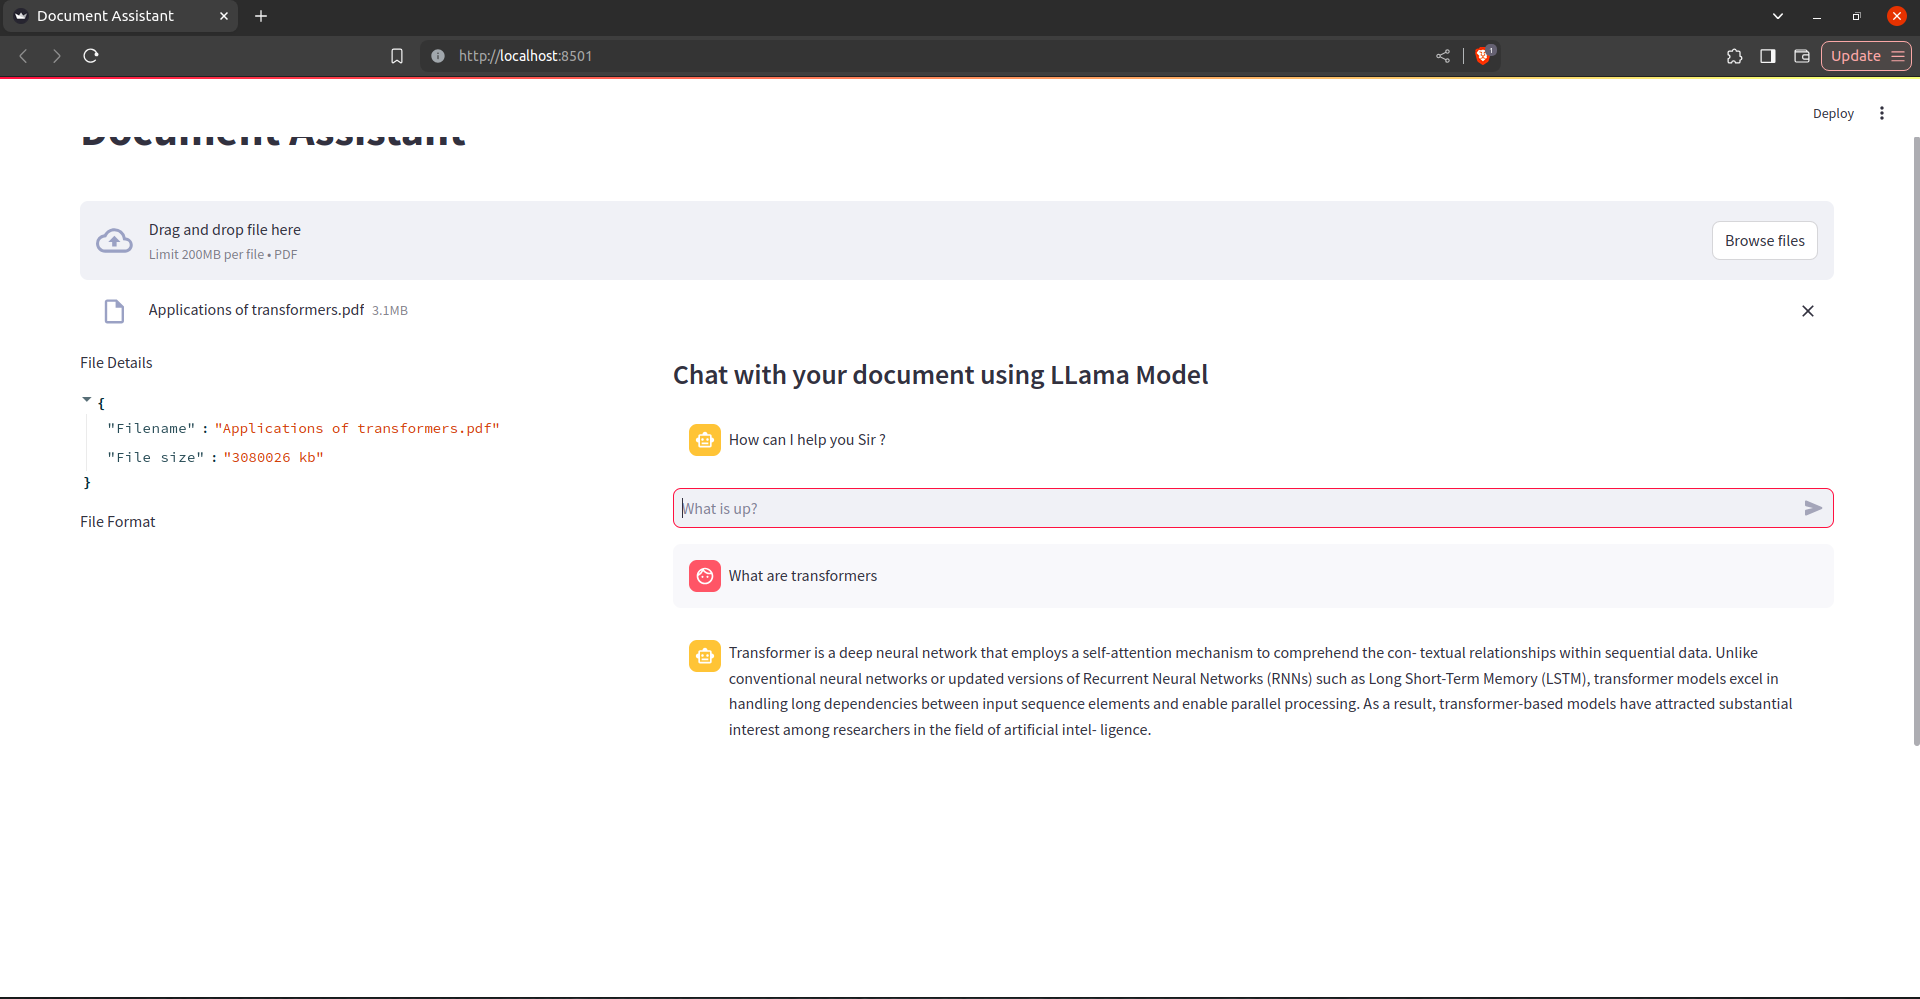 Document Assistant
http://localhost:8501
1
Update
Deploy
Document Assistant
Drag and drop file here
Limit 200MB per file • PDF
Browse files
Applications of transformers.pdf 3.1MB
File Details
{
"Filename" : "Applications of transformers.pdf"
"File size" : "3080026 kb"
}
File Format
Chat with your document using LLama Model
How can I help you Sir ?
What is up?
What are transformers
Transformer is a deep neural network that employs a self-attention mechanism to comprehend the con- textual relationships within sequential data. Unlike
conventional neural networks or updated versions of Recurrent Neural Networks (RNNs) such as Long Short-Term Memory (LSTM), transformer models excel in
handling long dependencies between input sequence elements and enable parallel processing. As a result, transformer-based models have attracted substantial
interest among researchers in the field of artificial intel- ligence.